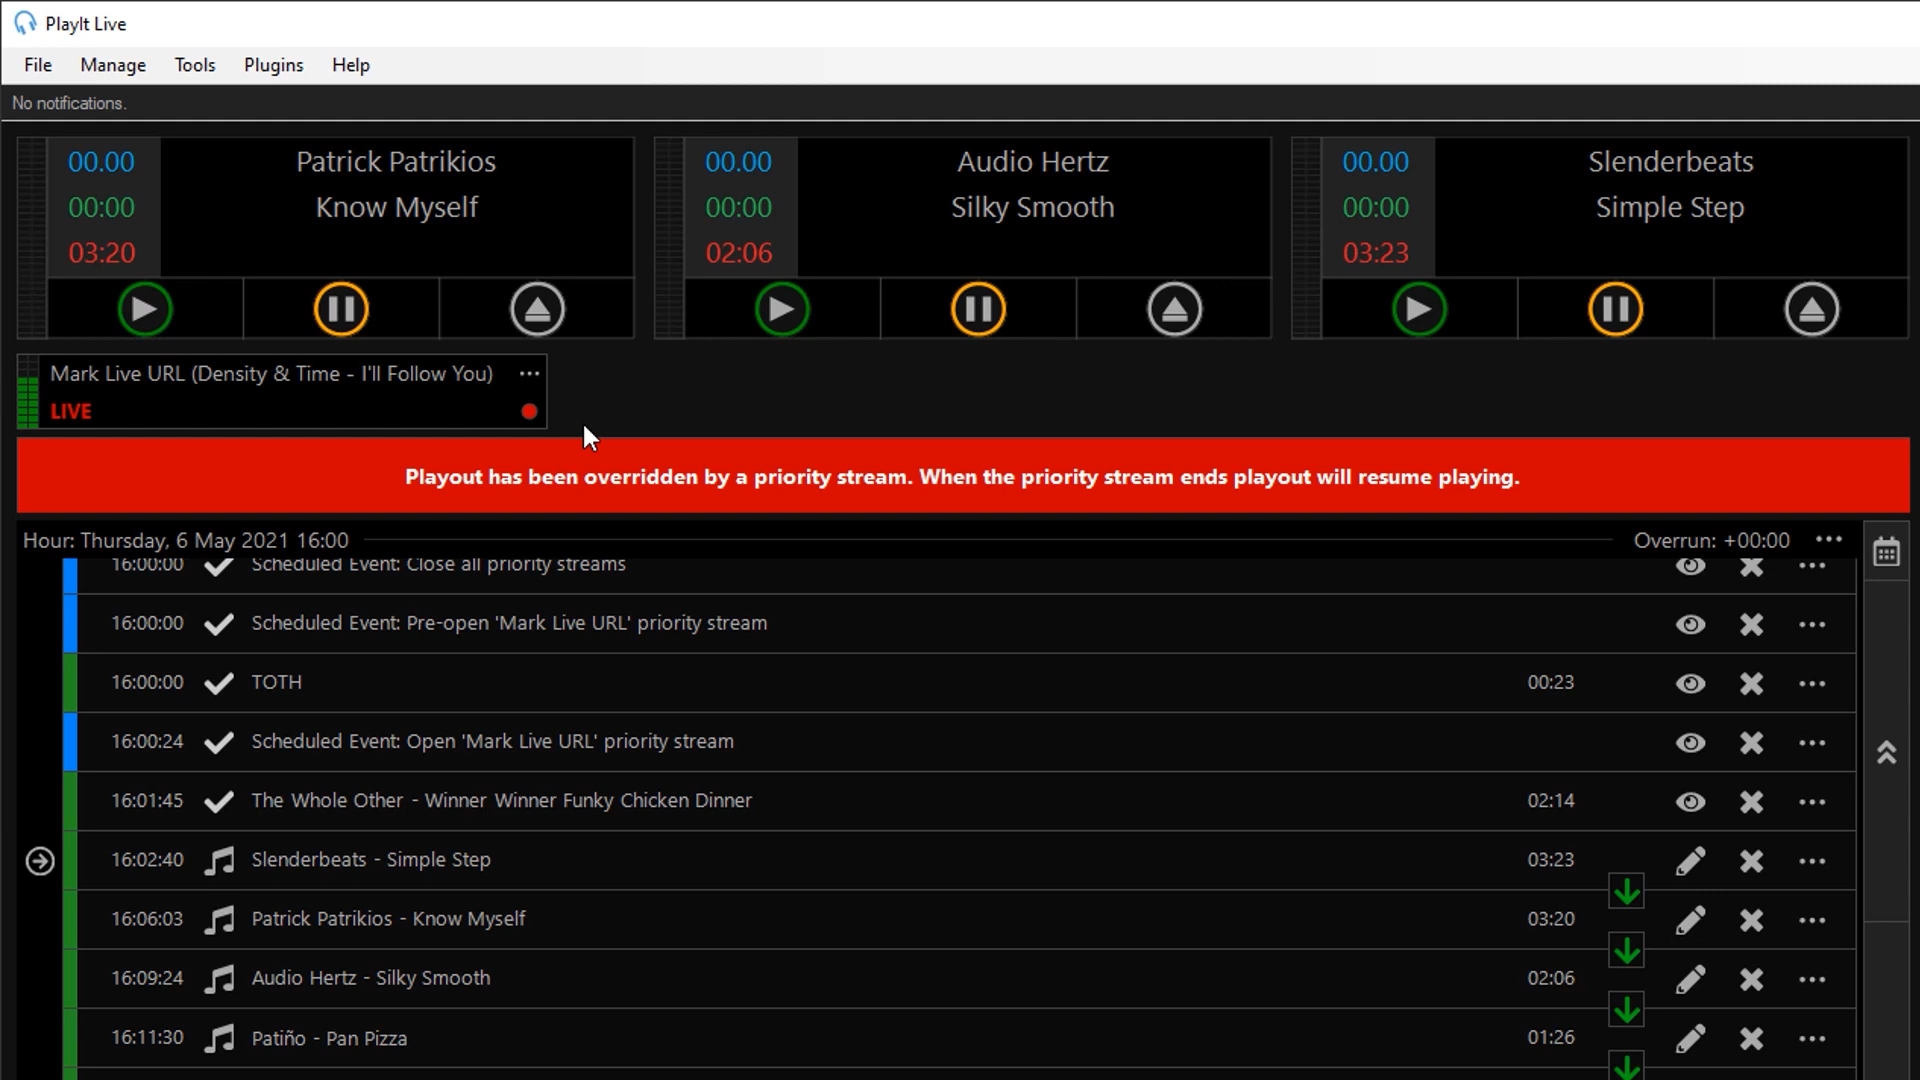 PlayIt Live
File Manage Tools Plugins Help
No notifications.
00.00 Patrick Patrikios
00:00 Know Myself
03:20
00.00 Audio Hertz
00:00 Silky Smooth
02:06
00.00 Slenderbeats
00:00 Simple Step
03:23
Mark Live URL (Density & Time - I'll Follow You)
LIVE
Playout has been overridden by a priority stream. When the priority stream ends playout will resume playing.
Hour: Thursday, 6 May 2021 16:00 Overrun: +00:00
16:00:00 Scheduled Event: Close all priority streams
16:00:00 Scheduled Event: Pre-open 'Mark Live URL' priority stream
16:00:00 TOTH 00:23
16:00:24 Scheduled Event: Open 'Mark Live URL' priority stream
16:01:45 The Whole Other - Winner Winner Funky Chicken Dinner 02:14
16:02:40 Slenderbeats - Simple Step 03:23
16:06:03 Patrick Patrikios - Know Myself 03:20
16:09:24 Audio Hertz - Silky Smooth 02:06
16:11:30 Patiño - Pan Pizza 01:26